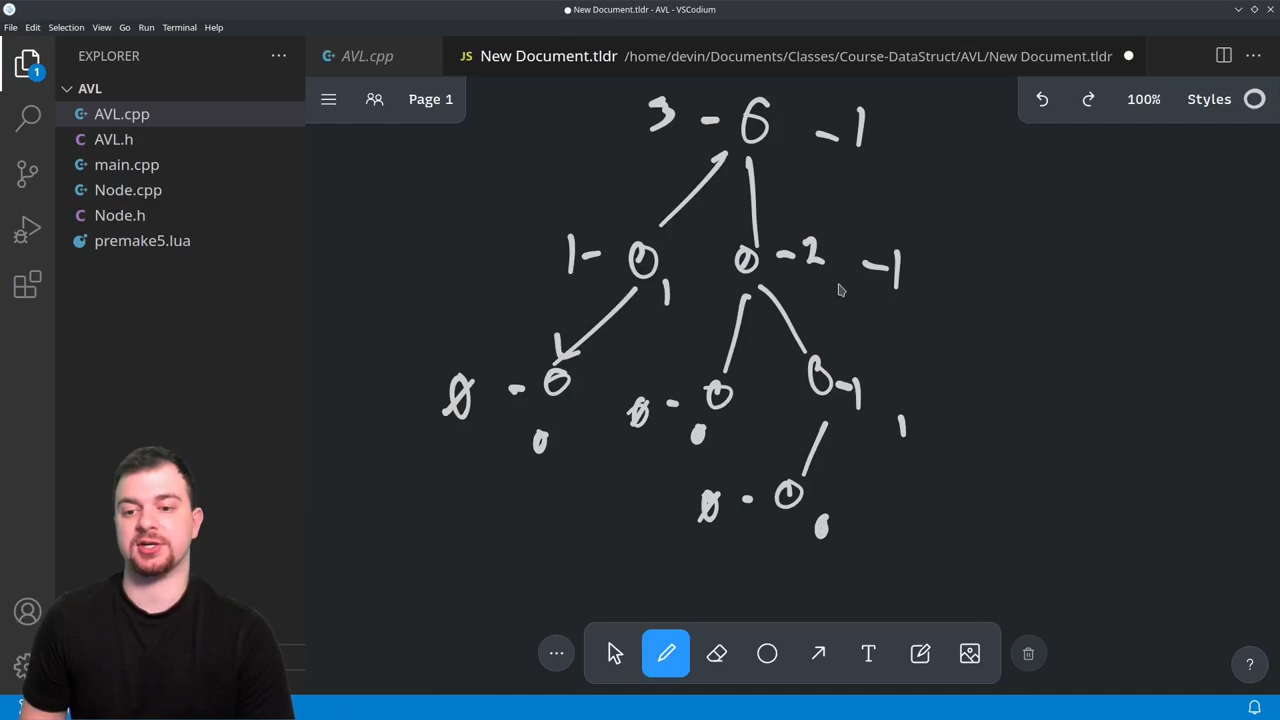 New Document.tldr - AVL - VSCodium
File Edit Selection View Go Run Terminal Help
EXPLORER
AVL.cpp
JS New Document.tldr /home/devin/Documents/Classes/Course-DataStruct/AVL/New Document.tldr
1
AVL
AVL.cpp
C AVL.h
main.cpp
Node.cpp
C Node.h
premake5.lua
Page 1
100%
Styles
3 - 6 - 1
1 - 0 0 - 2 - 1
1
0 - 0 0 - 0 0 - 1
0 0 1
0 - 0
0
T
?